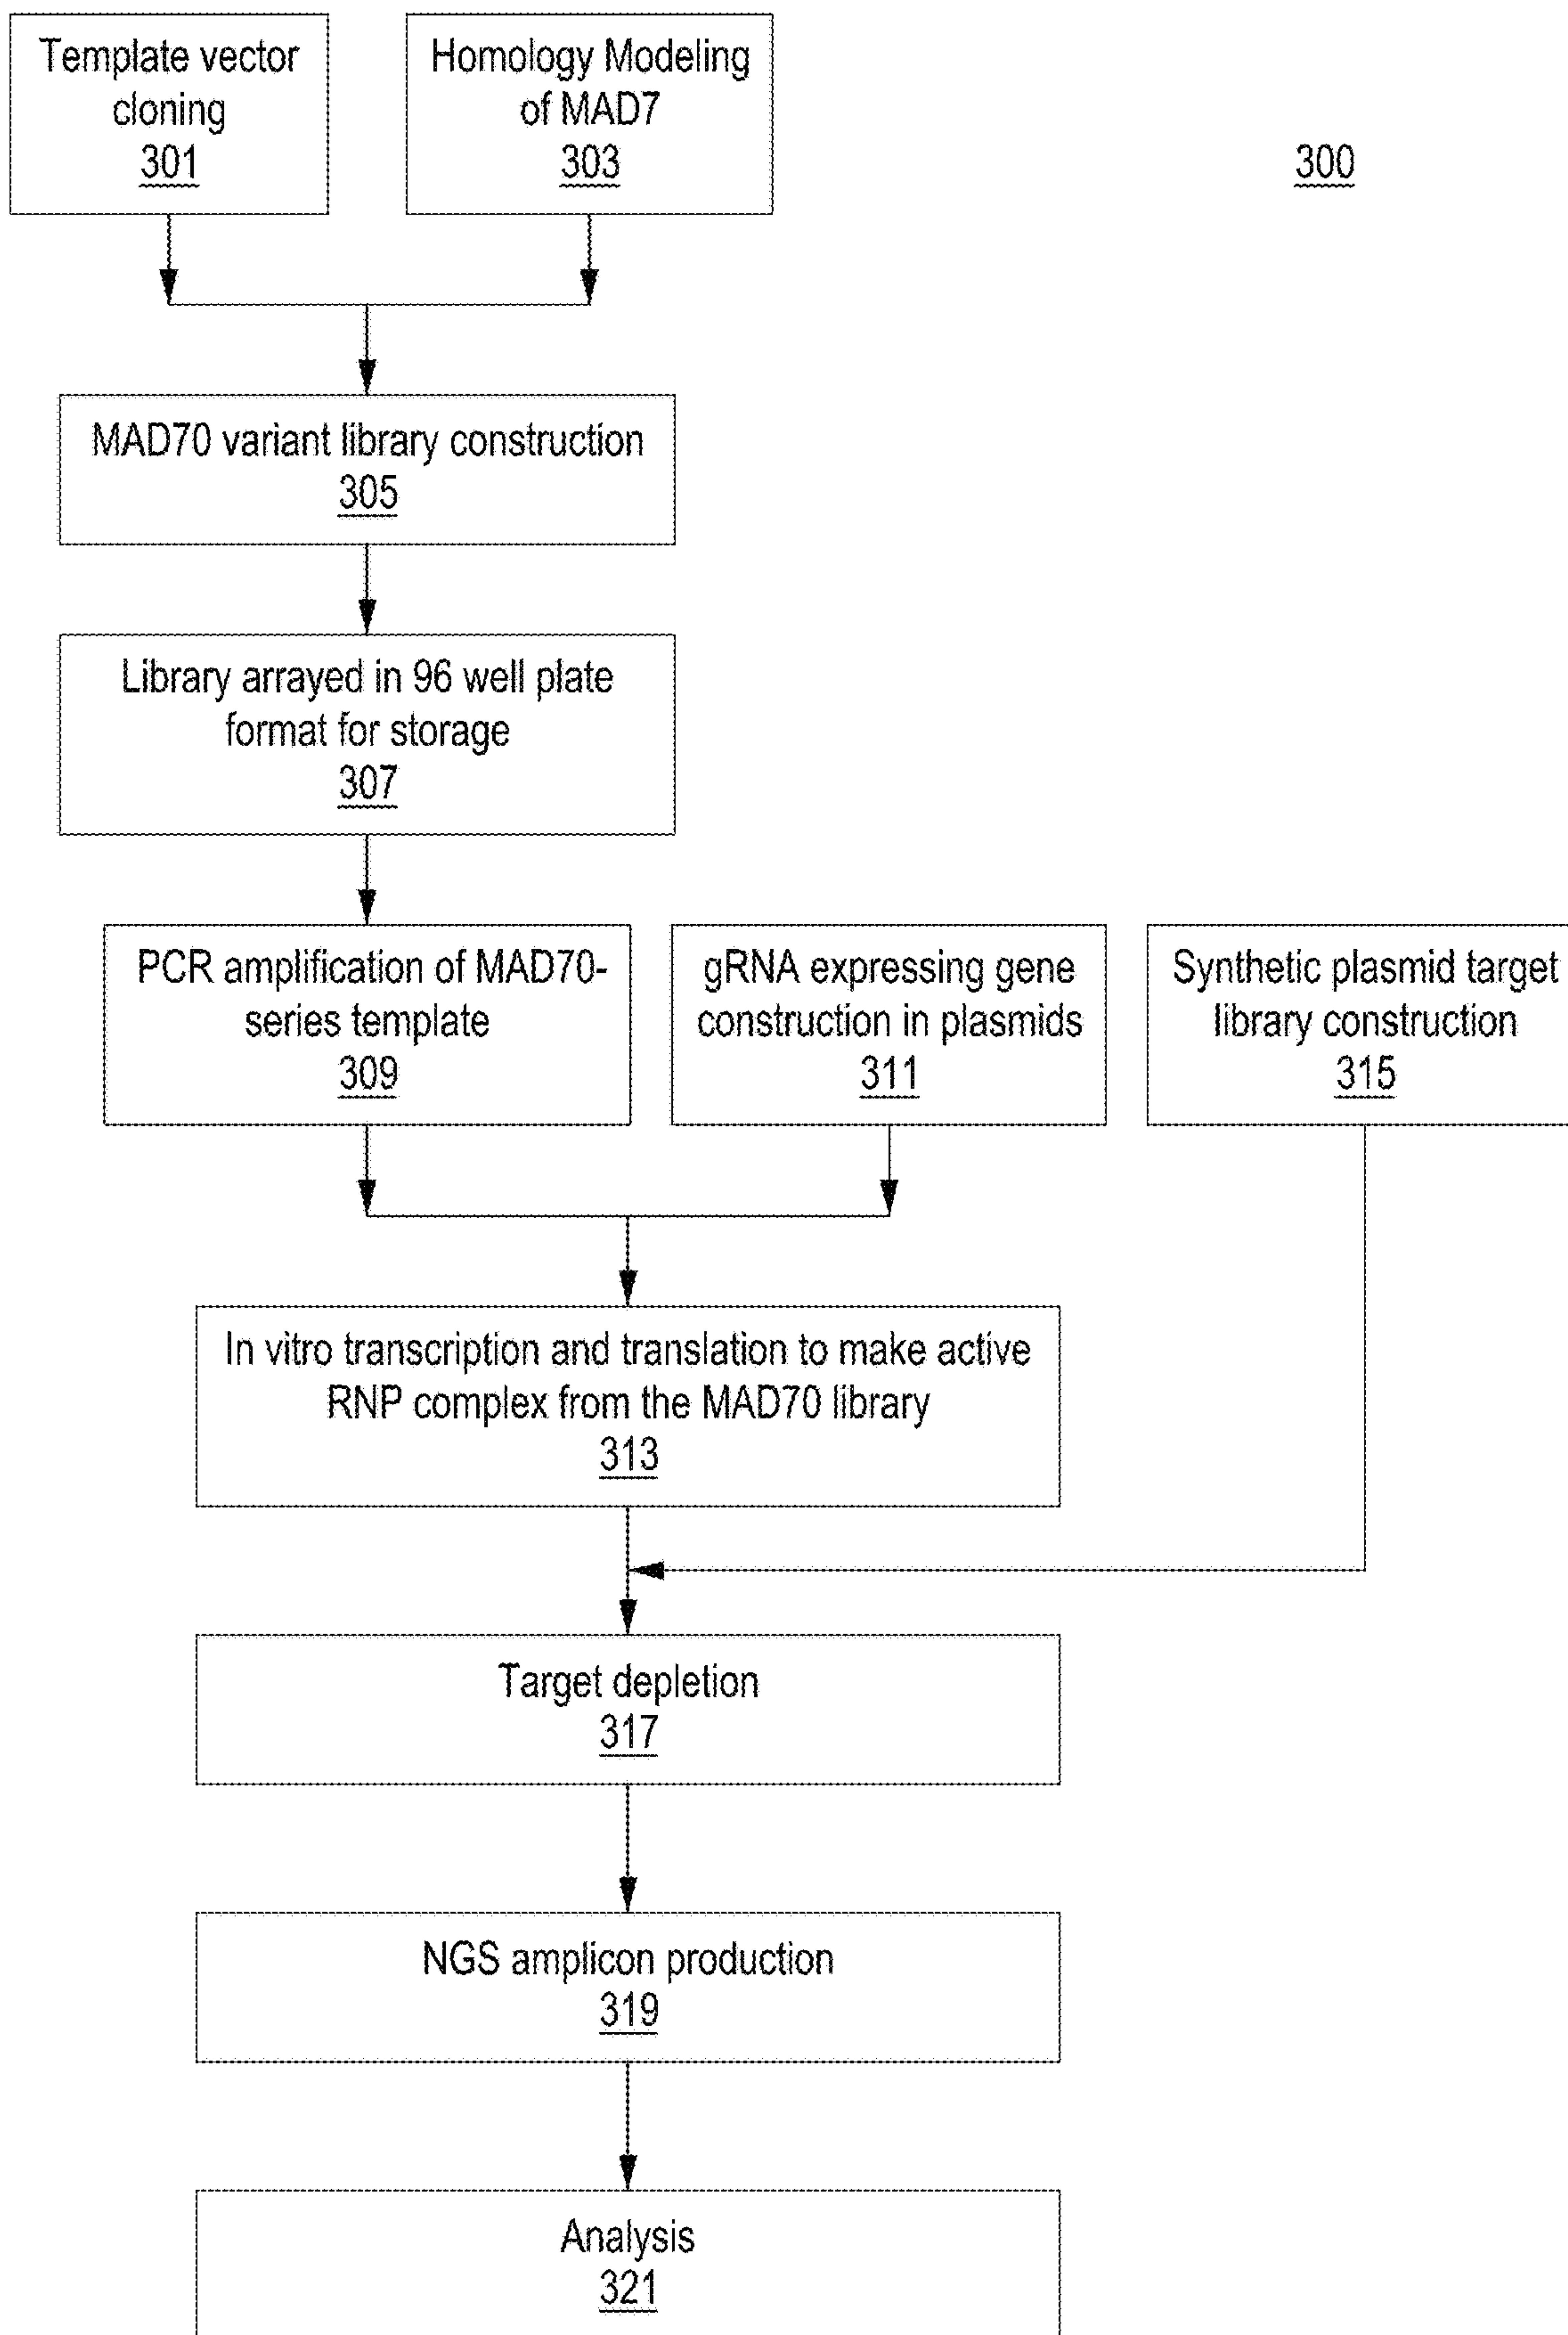 Template vector
cloning
301
Homology Modeling
of MAD7
303
300
MAD70 variant library construction
305
Library arrayed in 96 well plate
format for storage
307
PCR amplification of MAD70-
series template
309
gRNA expressing gene
construction in plasmids
311
Synthetic plasmid target
library construction
315
In vitro transcription and translation to make active
RNP complex from the MAD70 library
313
Target depletion
317
NGS amplicon production
319
Analysis
321